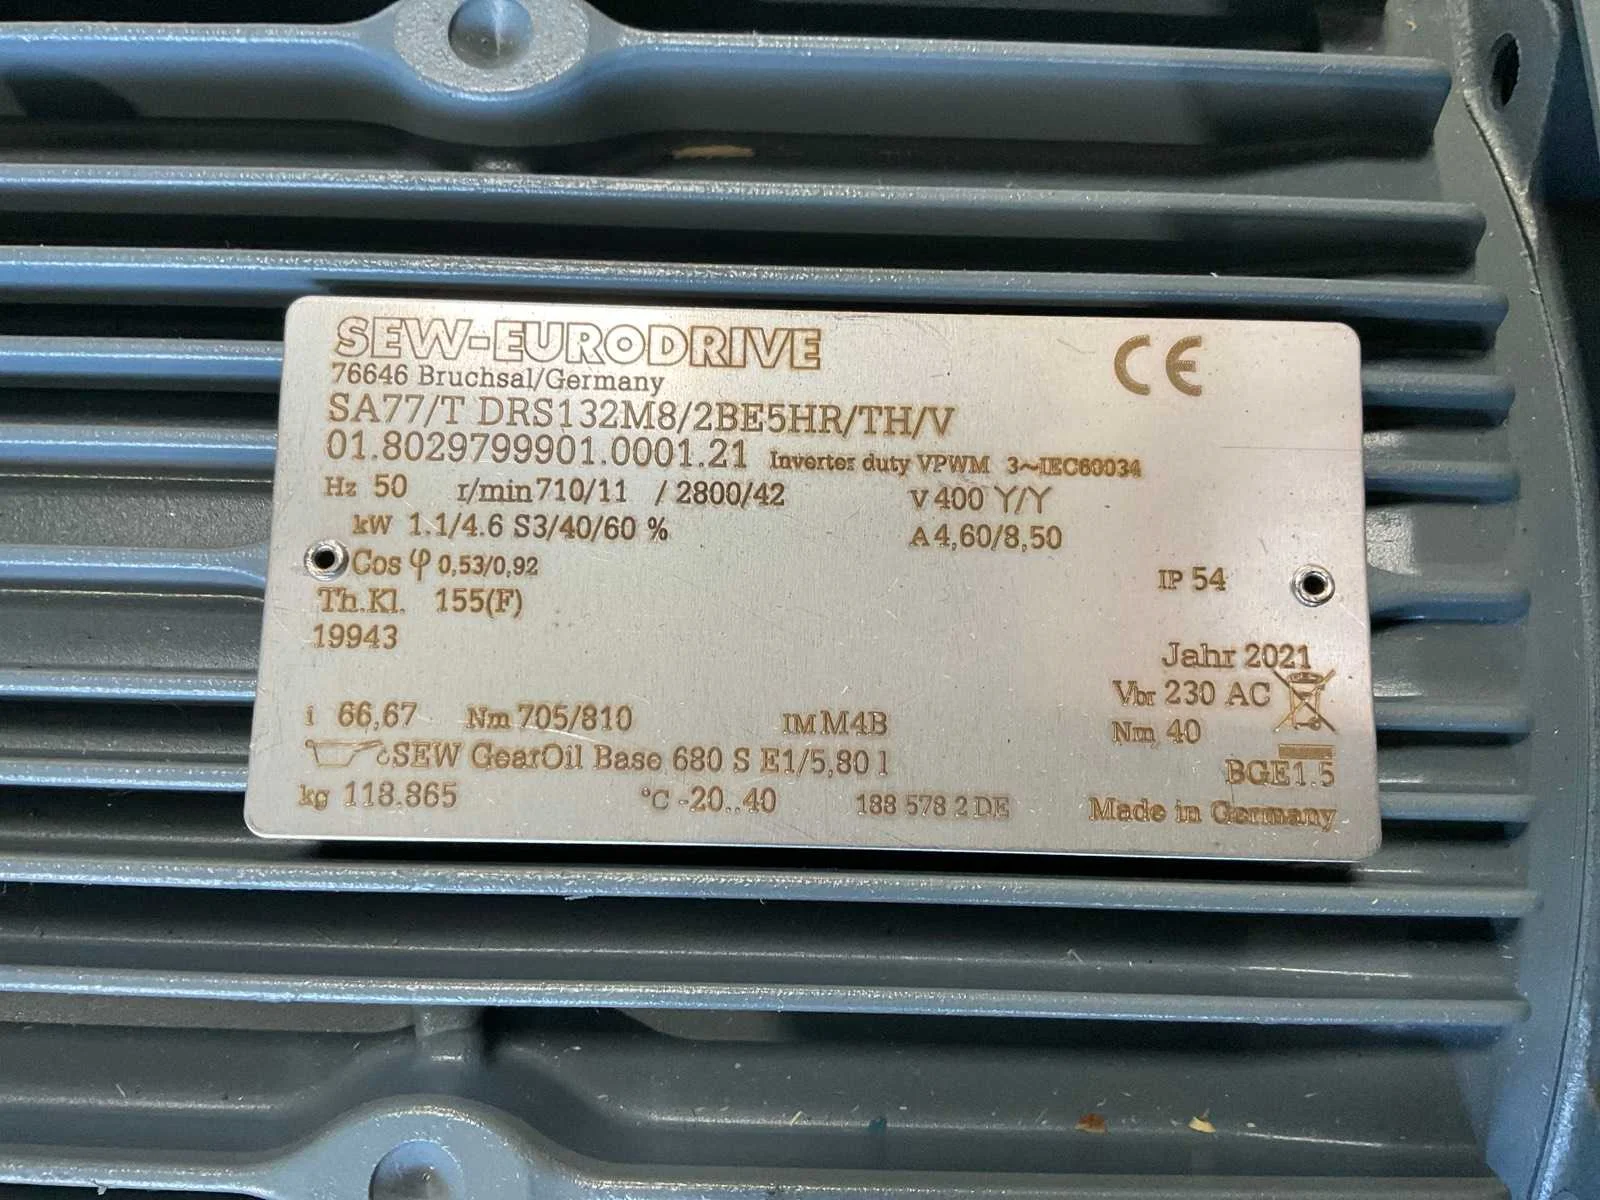 SEW-EURODRIVE
CE
76646 Bruchsal/Germany
SA77/T DRS132M8/2BE5HR/TH/V
01.8029799901.0001.21 Inverter duty VPWM 3~IEC60034
Hz 50 r/min 710/11 / 2800/42 V 400 Y/Y
kW 1.1/4.6 S3/40/60 % A 4,60/8,50
Cos φ 0,53/0,92 IP 54
Th.Kl. 155(F)
19943
Jahr 2021
Vbr 230 AC
i 66,67 Nm 705/810 IM M4B Nm 40
SEW GearOil Base 680 S E1/5,80 l BGE1.5
kg 118.865 °C -20..40 188 578 2 DE Made in Germany